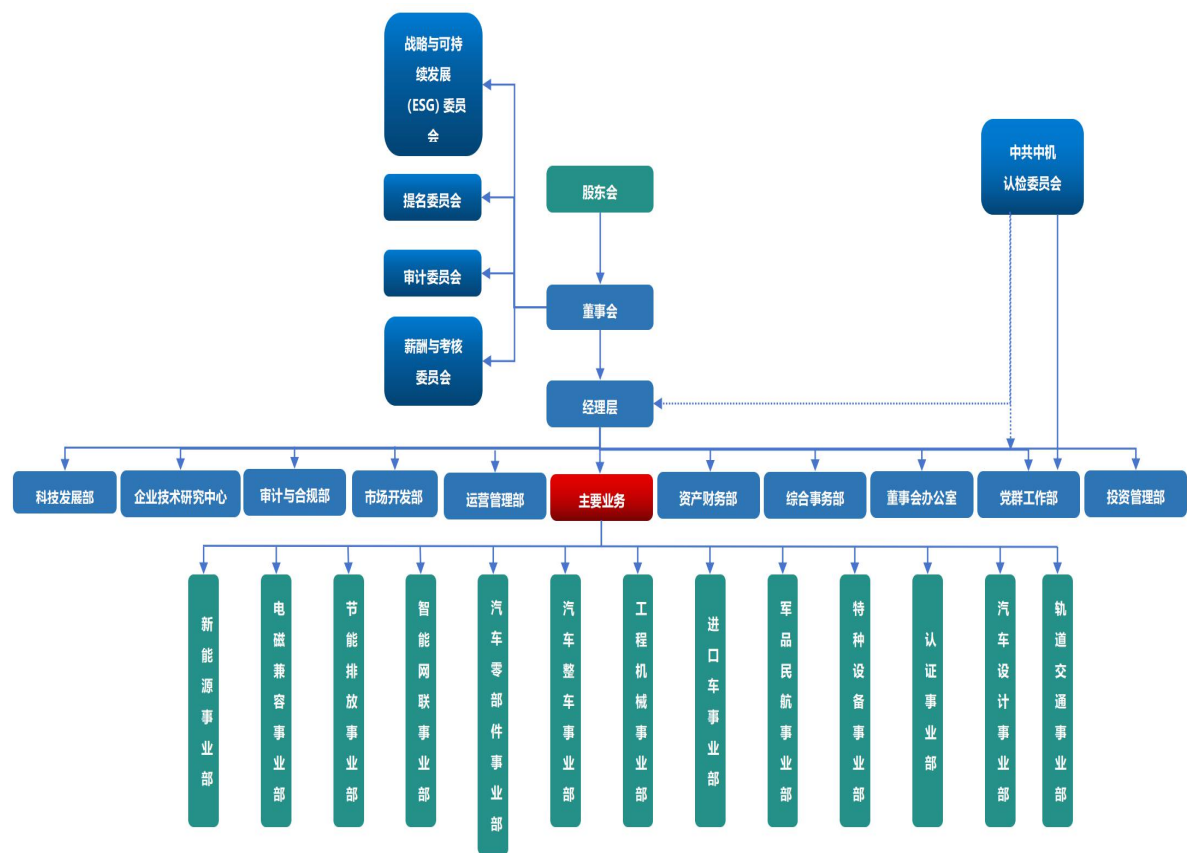 战略与可持
续发展
（ESG）委员
会
中共中机
认检委员会
股东会
提名委员会
审计委员会
董事会
薪酬与考核
委员会
经理层
科技发展部
企业技术研究中心
审计与合规部
市场开发部
运营管理部
主要业务
资产财务部
综合事务部
董事会办公室
党群工作部
投资管理部
新能源事业部
电磁兼容事业部
节能排放事业部
智能网联事业部
汽车零部件事业部
汽车整车事业部
工程机械事业部
进口车事业部
军品民航事业部
特种设备事业部
认证事业部
汽车设计事业部
轨道交通事业部